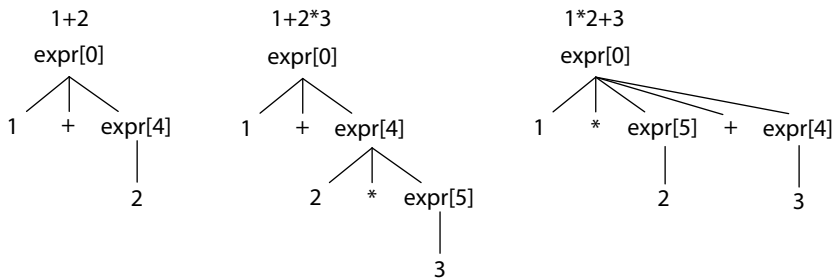 1+2
expr[0]
1 + expr[4]
2
1+2*3
expr[0]
1 + expr[4]
2 * expr[5]
3
1*2+3
expr[0]
1 * expr[5] + expr[4]
2 3